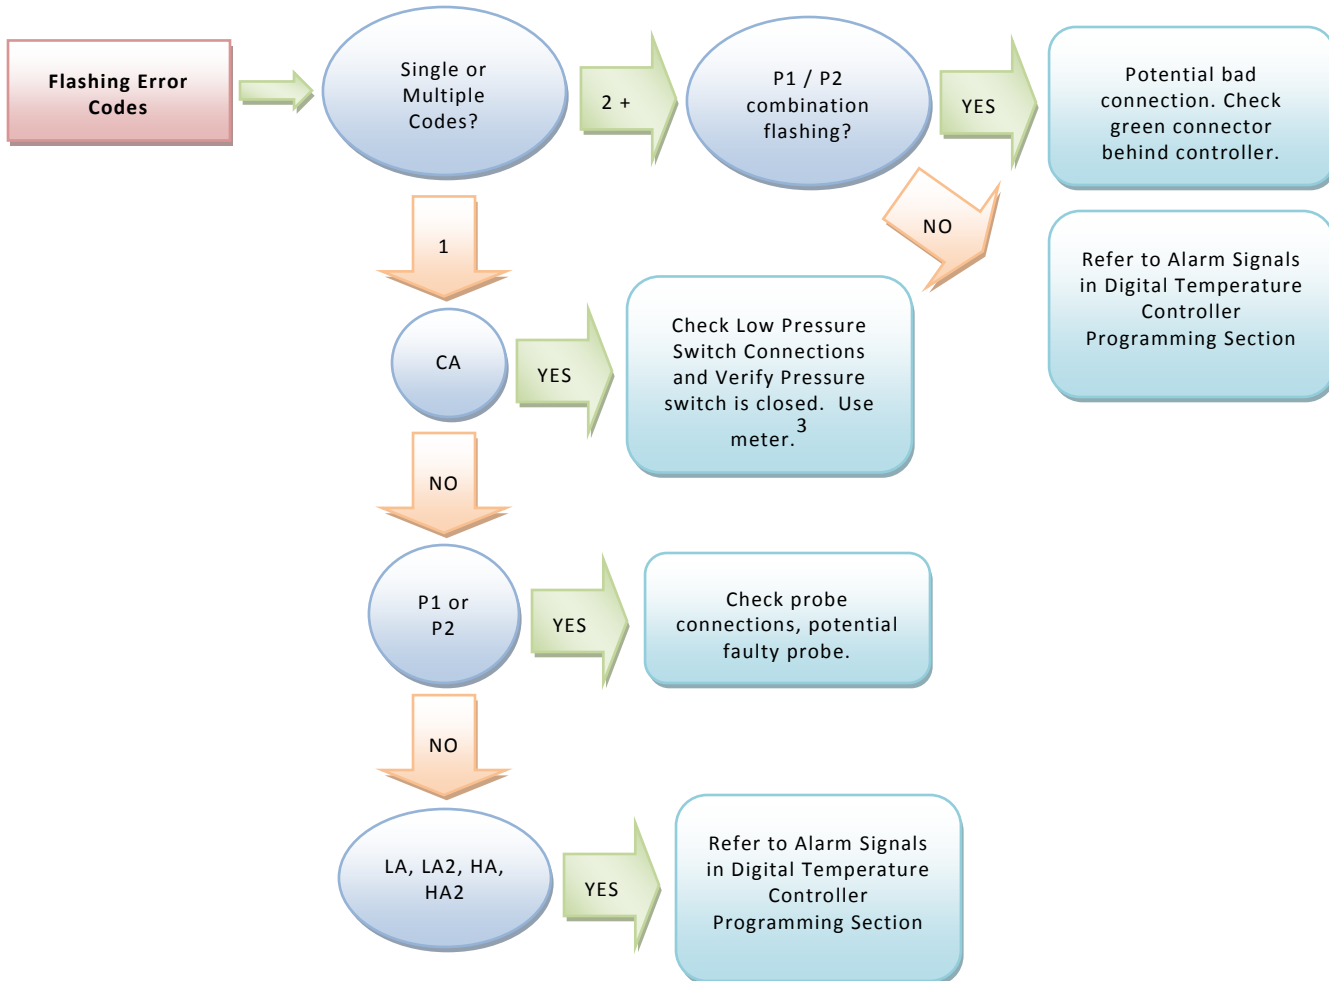 Flashing Error
Codes
Single or
Multiple
Codes?
2 +
P1 / P2
combination
flashing?
YES
Potential bad
connection. Check
green connector
behind controller.
NO
Refer to Alarm Signals
in Digital Temperature
Controller
Programming Section
1
CA
YES
Check Low Pressure
Switch Connections
and Verify Pressure
switch is closed. Use
meter.3
NO
P1 or
P2
YES
Check probe
connections, potential
faulty probe.
NO
LA, LA2, HA,
HA2
YES
Refer to Alarm Signals
in Digital Temperature
Controller
Programming Section